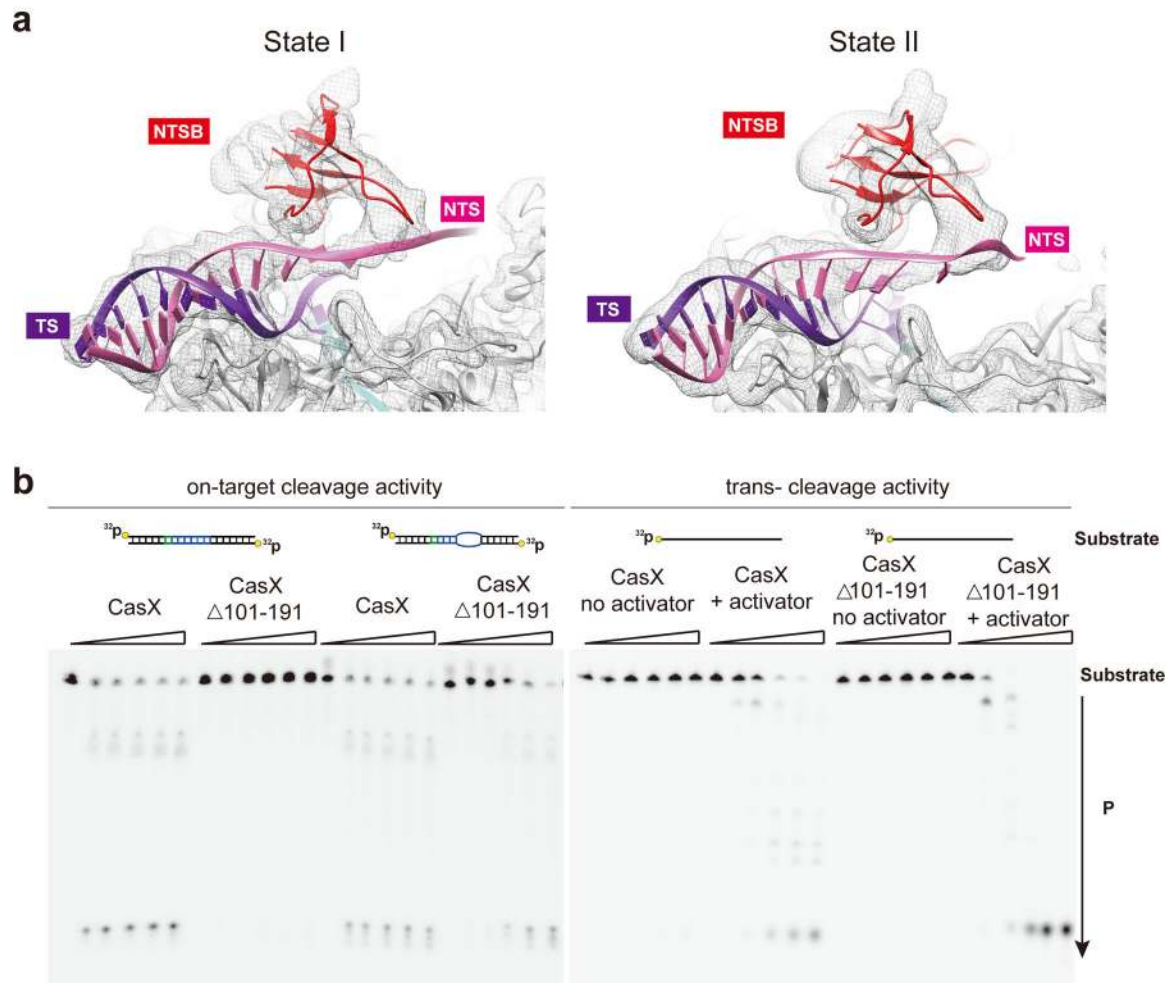 a
State I
State II
NTSB
NTS
TS
NTSB
NTS
TS
b
on-target cleavage activity
trans- cleavage activity
32p
32p
32p
32p
32p
32p
Substrate
CasX
CasX
△101-191
CasX
CasX
△101-191
CasX
no activator
CasX
+ activator
CasX
△101-191
no activator
CasX
△101-191
+ activator
Substrate
P